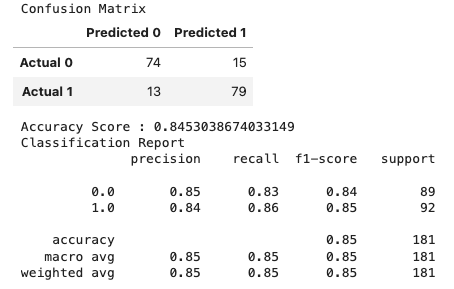 Confusion Matrix
Predicted 0 Predicted 1
Actual 0 74 15
Actual 1 13 79
Accuracy Score : 0.8453038674033149
Classification Report
precision recall f1-score support
0.0 0.85 0.83 0.84 89
1.0 0.84 0.86 0.85 92
accuracy 0.85 181
macro avg 0.85 0.85 0.85 181
weighted avg 0.85 0.85 0.85 181